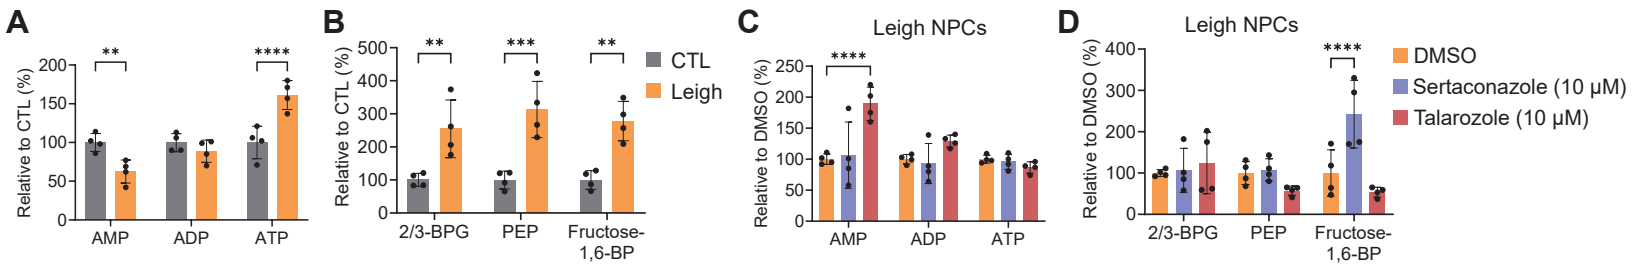 A
Relative to CTL (%)
200
150
100
50
0
**
****
AMP
ADP
ATP
B
Relative to CTL (%)
500
400
300
200
100
0
**
***
**
2/3-BPG
PEP
Fructose-
1,6-BP
CTL
Leigh
C
Leigh NPCs
Relative to DMSO (%)
250
200
150
100
50
0
****
AMP
ADP
ATP
D
Leigh NPCs
Relative to DMSO (%)
400
300
200
100
0
****
2/3-BPG
PEP
Fructose-
1,6-BP
DMSO
Sertaconazole (10 µM)
Talarozole (10 µM)